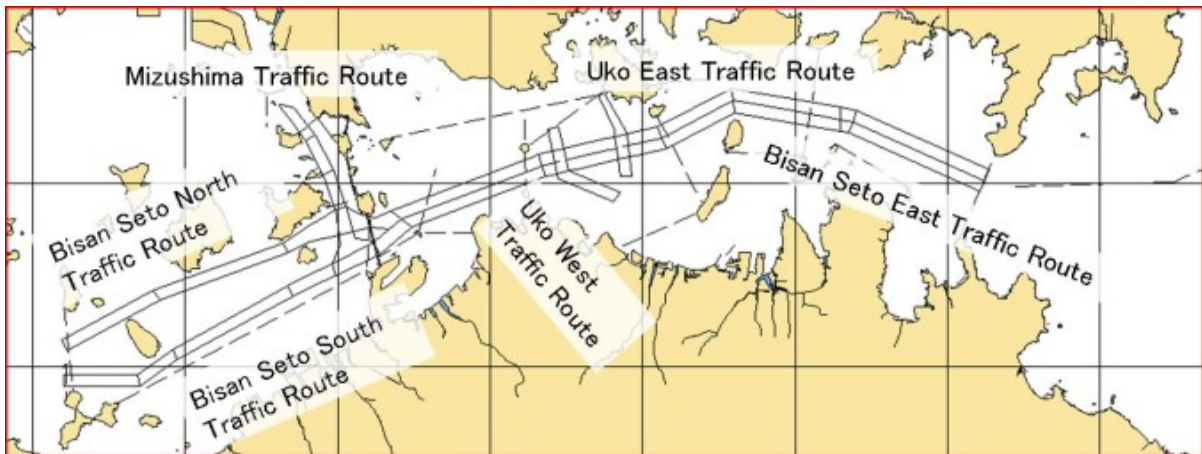 Mizushima Traffic Route
Uko East Traffic Route
Bisan Seto North
Traffic Route
Bisan Seto East Traffic Route
Uko West
Traffic Route
Bisan Seto South
Traffic Route